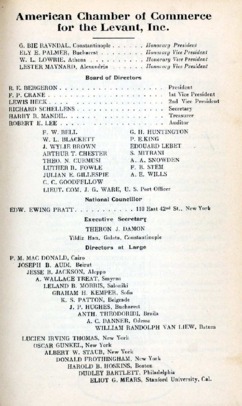 American Chamber of Commerce
for the Levant, Inc.
G. BIE RAVNDAL, Constantinople . Honorary President
ELY E. PALMER, Bucharest . Honorary Vice President
W. L. LOWRIE, Athens . Honorary Vice President
LESTER MAYNARD, Alexandria . Honorary Vice President
Board of Directors
R. E. BERGERON President
F. P. CRANE 1st Vice President
LEWIS HECK 2nd Vice President
RICHARD SCHELLENS Secretary
HARRY R. MANDIL Treasurer
ROBERT E. LEE Auditor
F. W. BELL G. H. HUNTINGTON
W. L. BLACKETT P. E. KING
J. WYLIE BROWN EDOUARD LEBET
ARTHUR T. CHESTER S. MITRANI
THEO. N. CURMUSI A. A. SNOWDEN
LUTHER R. FOWLE F. B. STEM
JULIAN E. GILLESPIE A. E. WILLS
C. C. GOODFELLOW
LIEUT. COM. J. G. WARE, U. S. Port Officer
National Councillor
EDW. EWING PRATT 110 East 42nd St., New York
Executive Secretary
THERON J. DAMON
Yildiz Han, Galata, Constantinople
Directors at Large
F. M. MAC DONALD, Cairo
JOSEPH B. AUDI, Beirut
JESSE B. JACKSON, Aleppo
A. WALLACE TREAT, Smyrna
LELAND B. MORRIS, Saloniki
GRAHAM H. KEMPER, Sofia
K. S. PATTON, Belgrade
J. P. HUGHES, Bucharest
ANTH. THEODORIDI, Braila
A. C. DANNER, Odessa
WILLIAM RANDOLPH VAN LIEW, Batum
LUCIEN IRVING THOMAS, New York
OSCAR GUNKEL, New York
ALBERT W. STAUB, New York
DONALD FROTHINGHAM, New York
HAROLD B. HOSKINS, Boston
DUDLEY BARTLETT, Philadelphia
ELIOT G. MEARS, Stanford University, Cal.